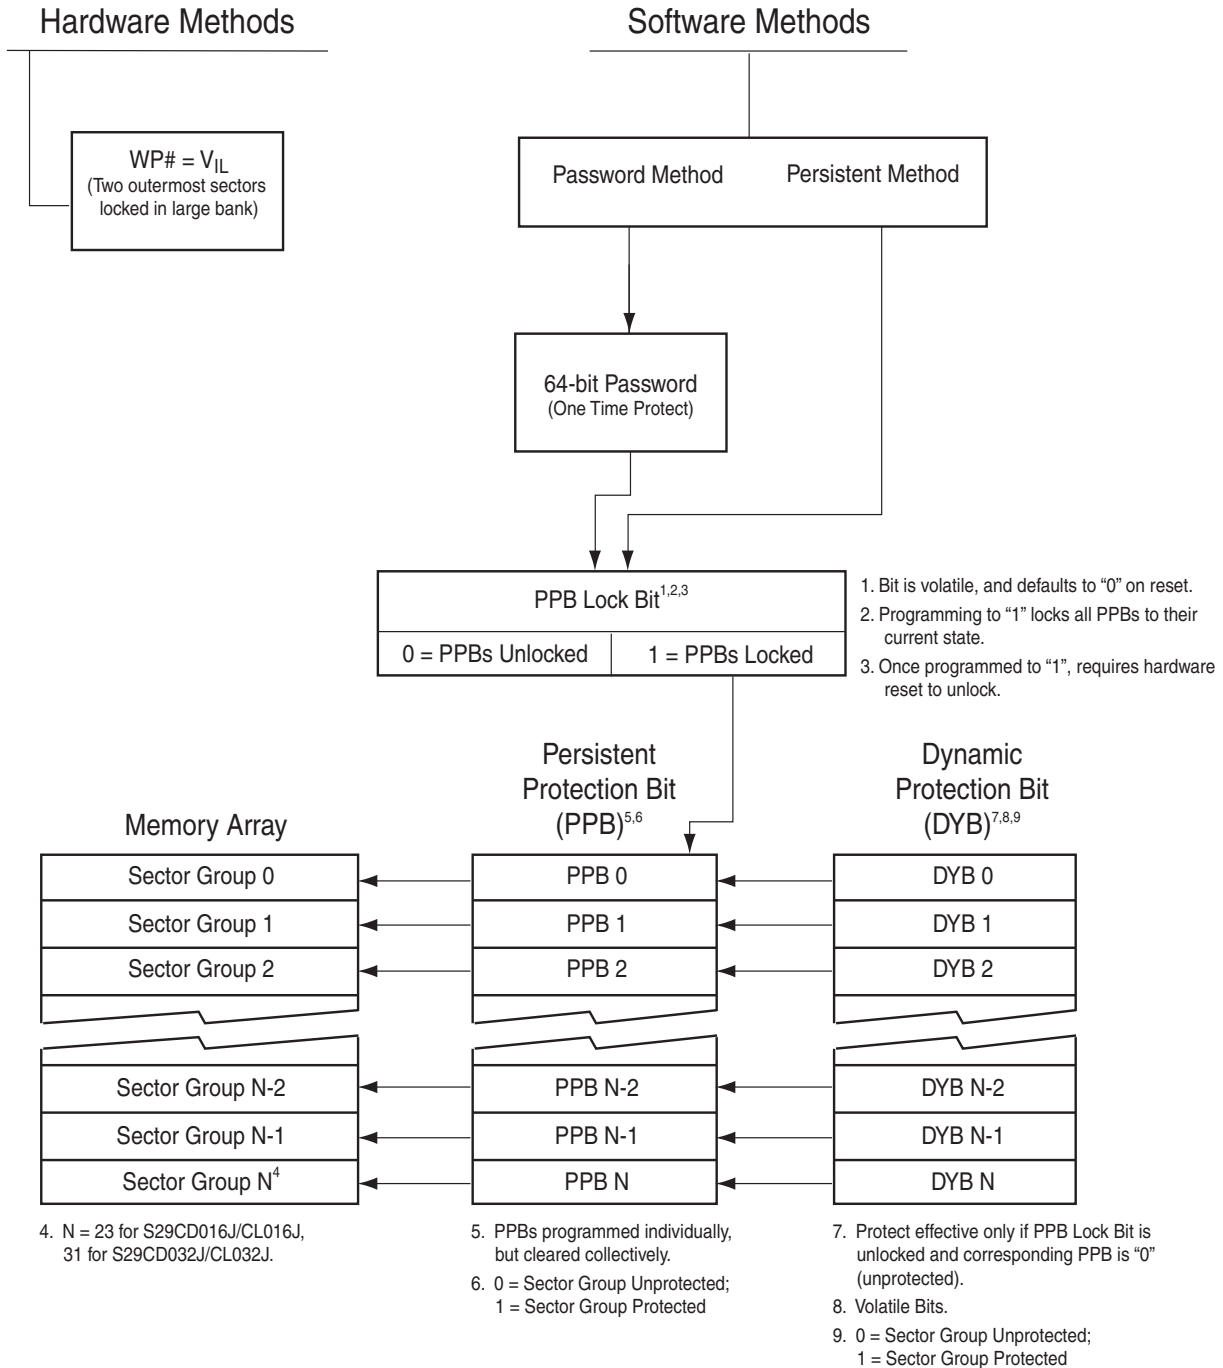 Hardware Methods
Software Methods
WP# = VIL
(Two outermost sectors
locked in large bank)
Password Method
Persistent Method
64-bit Password
(One Time Protect)
PPB Lock Bit1,2,3
0 = PPBs Unlocked
1 = PPBs Locked
1. Bit is volatile, and defaults to “0” on reset.
2. Programming to “1” locks all PPBs to their
current state.
3. Once programmed to “1”, requires hardware
reset to unlock.
Memory Array
Persistent
Protection Bit
(PPB)5,6
Dynamic
Protection Bit
(DYB)7,8,9
Sector Group 0
PPB 0
DYB 0
Sector Group 1
PPB 1
DYB 1
Sector Group 2
PPB 2
DYB 2
Sector Group N-2
PPB N-2
DYB N-2
Sector Group N-1
PPB N-1
DYB N-1
Sector Group N4
PPB N
DYB N
4. N = 23 for S29CD016J/CL016J,
31 for S29CD032J/CL032J.
5. PPBs programmed individually,
but cleared collectively.
6. 0 = Sector Group Unprotected;
1 = Sector Group Protected
7. Protect effective only if PPB Lock Bit is
unlocked and corresponding PPB is “0”
(unprotected).
8. Volatile Bits.
9. 0 = Sector Group Unprotected;
1 = Sector Group Protected